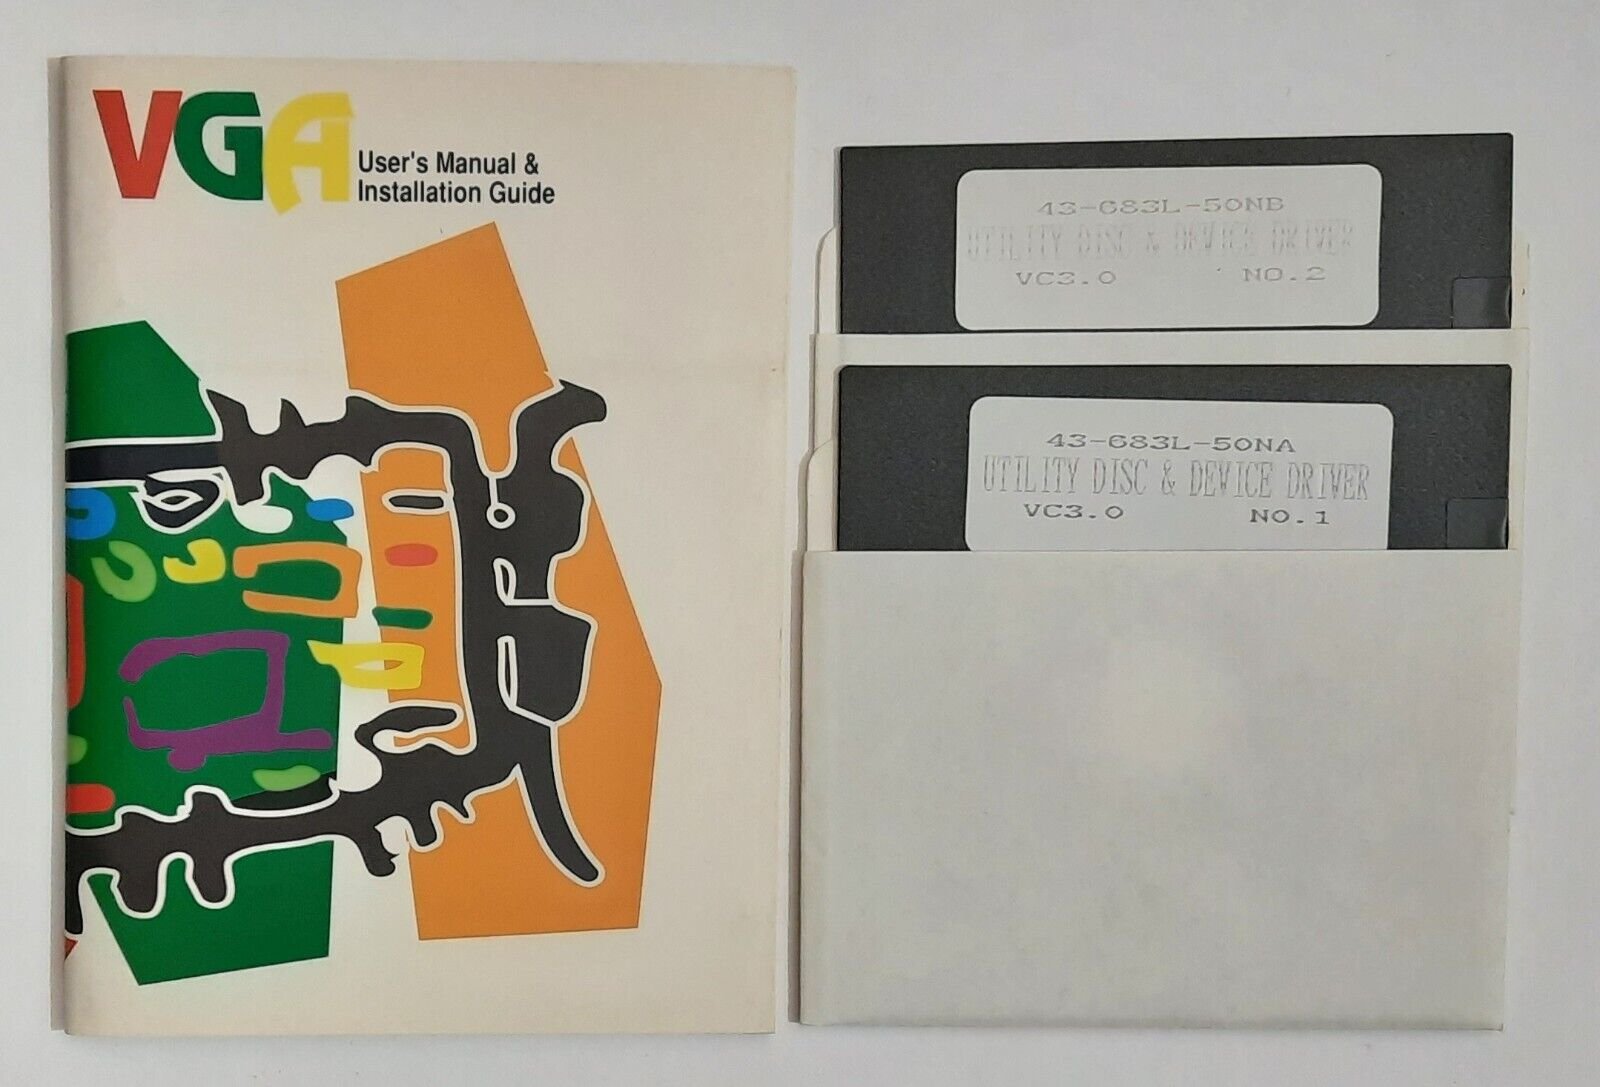 VGA
User's Manual &
Installation Guide
43-683L-50NB
UTILITY DISC & DEVICE DRIVER
VC3.0 NO.2
43-683L-50NA
UTILITY DISC & DEVICE DRIVER
VC3.0 NO.1